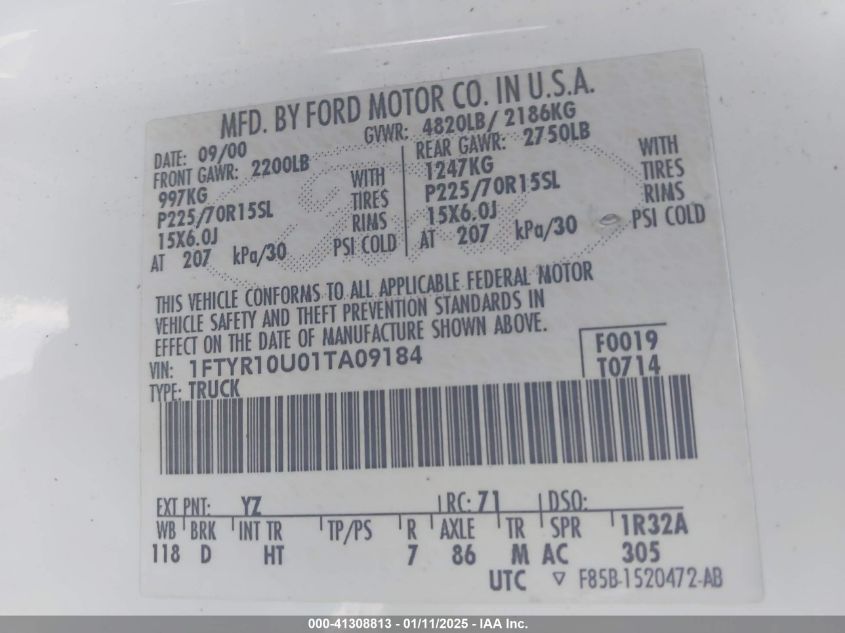 MFD. BY FORD MOTOR CO. IN U.S.A.
DATE: 09/00 GVWR: 4820LB/ 2186KG
FRONT GAWR: 2200LB REAR GAWR: 2750LB
997KG WITH 1247KG WITH
P225/70R15SL TIRES P225/70R15SL TIRES
15X6.0J RIMS 15X6.0J RIMS
AT 207 kPa/30 PSI COLD AT 207 kPa/30 PSI COLD
THIS VEHICLE CONFORMS TO ALL APPLICABLE FEDERAL MOTOR
VEHICLE SAFETY AND THEFT PREVENTION STANDARDS IN
EFFECT ON THE DATE OF MANUFACTURE SHOWN ABOVE.
VIN: 1FTYR10U01TA09184 F0019
TYPE: TRUCK T0714
EXT PNT: YZ RC: 71 DSO:
WB BRK INT TR TP/PS R AXLE TR SPR 1R32A
118 D HT 7 86 M AC 305
UTC ▽ F85B-1520472-AB
000-41308813 - 01/11/2025 - IAA Inc.